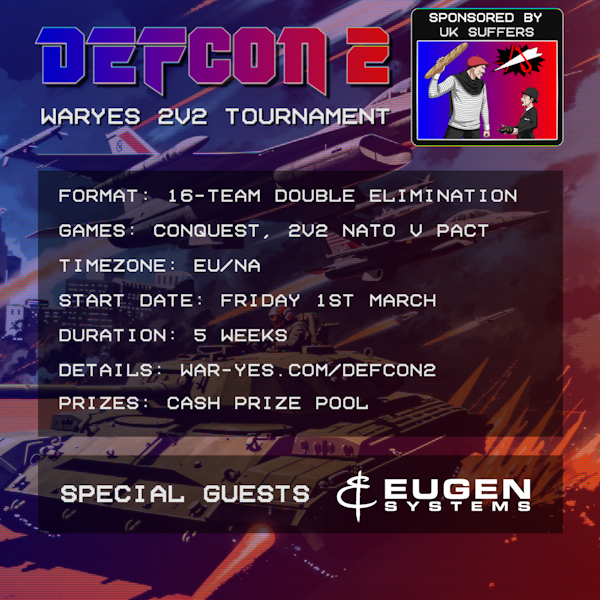 DEFCON 2
SPONSORED BY
UK SUFFERS
WARYES 2V2 TOURNAMENT
FORMAT: 16-TEAM DOUBLE ELIMINATION
GAMES: CONQUEST, 2V2 NATO V PACT
TIMEZONE: EU/NA
START DATE: FRIDAY 1ST MARCH
DURATION: 5 WEEKS
DETAILS: WAR-YES.COM/DEFCON2
PRIZES: CASH PRIZE POOL
SPECIAL GUESTS
EUGEN
SYSTEMS